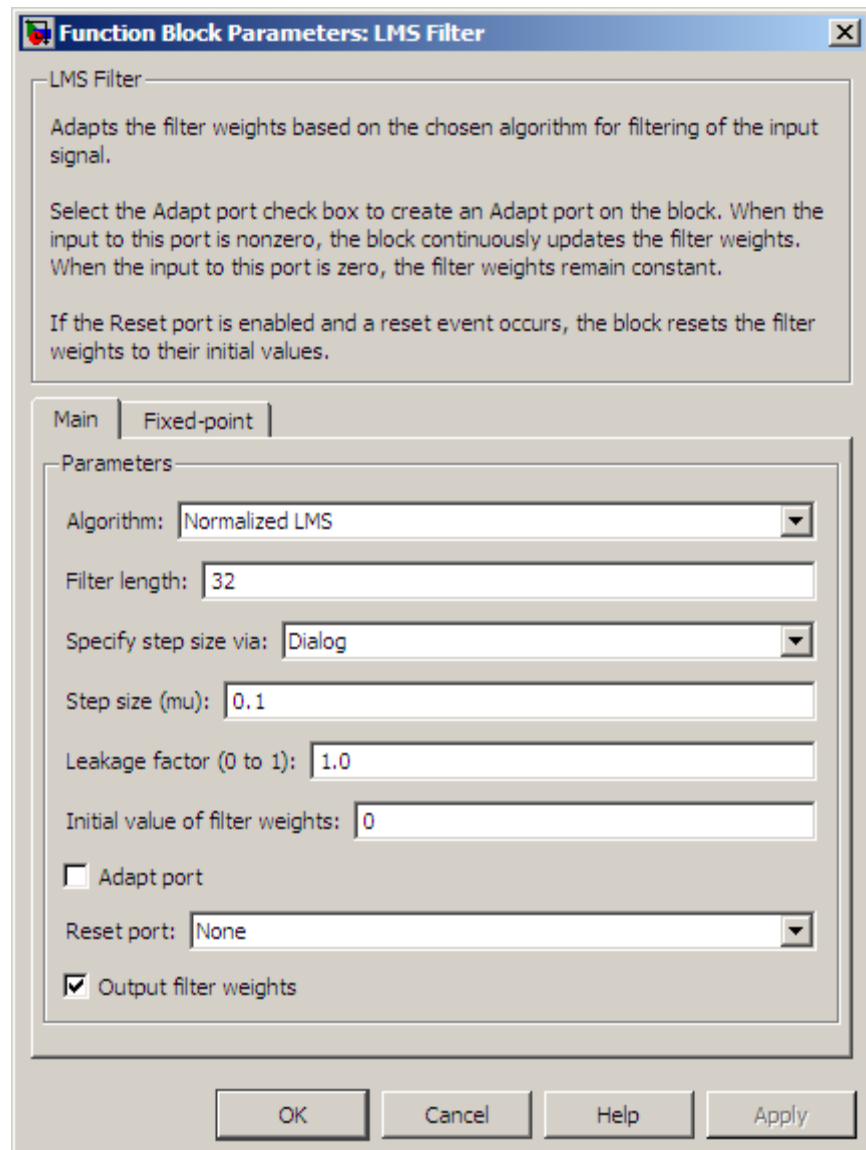 Function Block Parameters: LMS Filter
LMS Filter
Adapts the filter weights based on the chosen algorithm for filtering of the input
signal.
Select the Adapt port check box to create an Adapt port on the block. When the
input to this port is nonzero, the block continuously updates the filter weights.
When the input to this port is zero, the filter weights remain constant.
If the Reset port is enabled and a reset event occurs, the block resets the filter
weights to their initial values.
Main Fixed-point
Parameters
Algorithm: Normalized LMS
Filter length: 32
Specify step size via: Dialog
Step size (mu): 0.1
Leakage factor (0 to 1): 1.0
Initial value of filter weights: 0
Adapt port
Reset port: None
Output filter weights
OK Cancel Help Apply